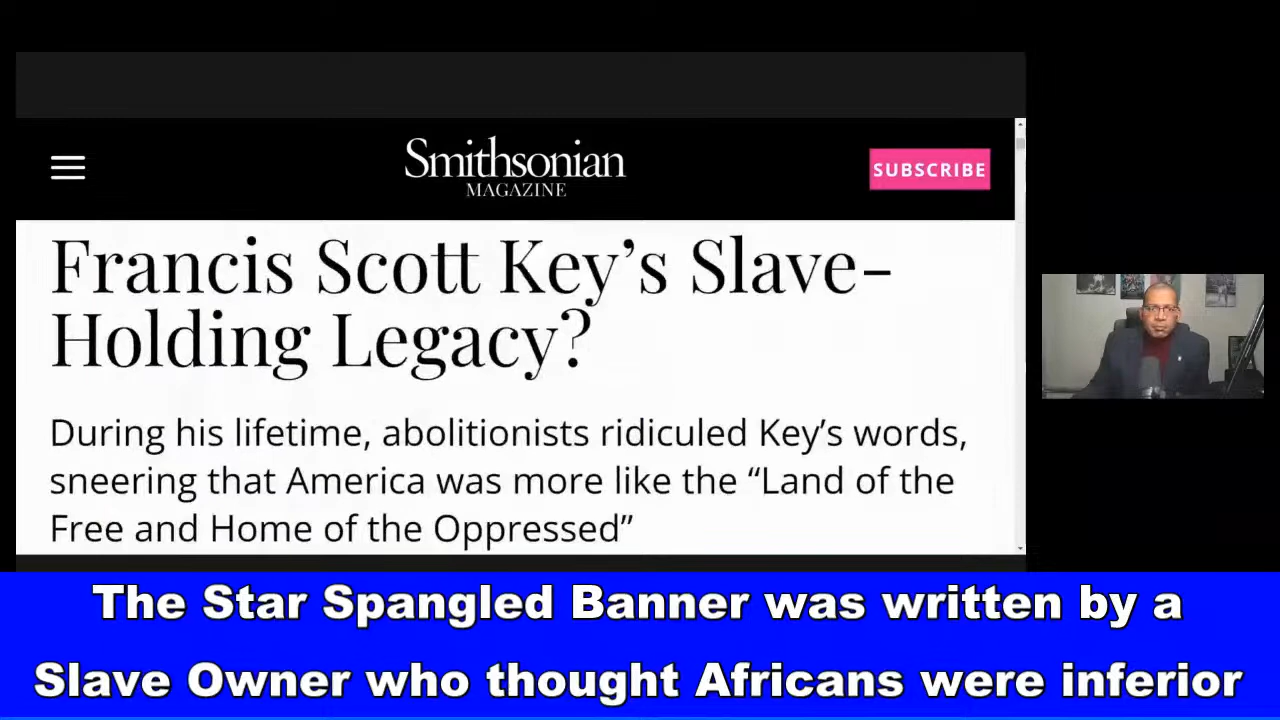 Smithsonian
MAGAZINE
SUBSCRIBE
Francis Scott Key’s Slave-
Holding Legacy?
During his lifetime, abolitionists ridiculed Key’s words,
sneering that America was more like the “Land of the
Free and Home of the Oppressed”
The Star Spangled Banner was written by a
Slave Owner who thought Africans were inferior